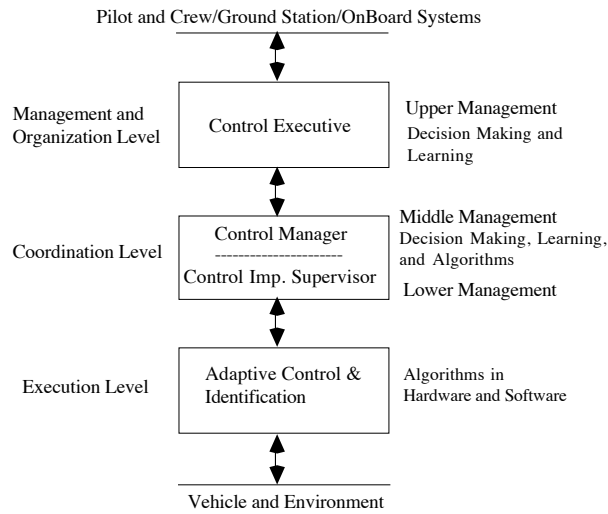 Pilot and Crew/Ground Station/OnBoard Systems
Management and
Organization Level
Control Executive
Upper Management
Decision Making and
Learning
Coordination Level
Control Manager
----------------------
Control Imp. Supervisor
Middle Management
Decision Making, Learning,
and Algorithms
Lower Management
Execution Level
Adaptive Control &
Identification
Algorithms in
Hardware and Software
Vehicle and Environment